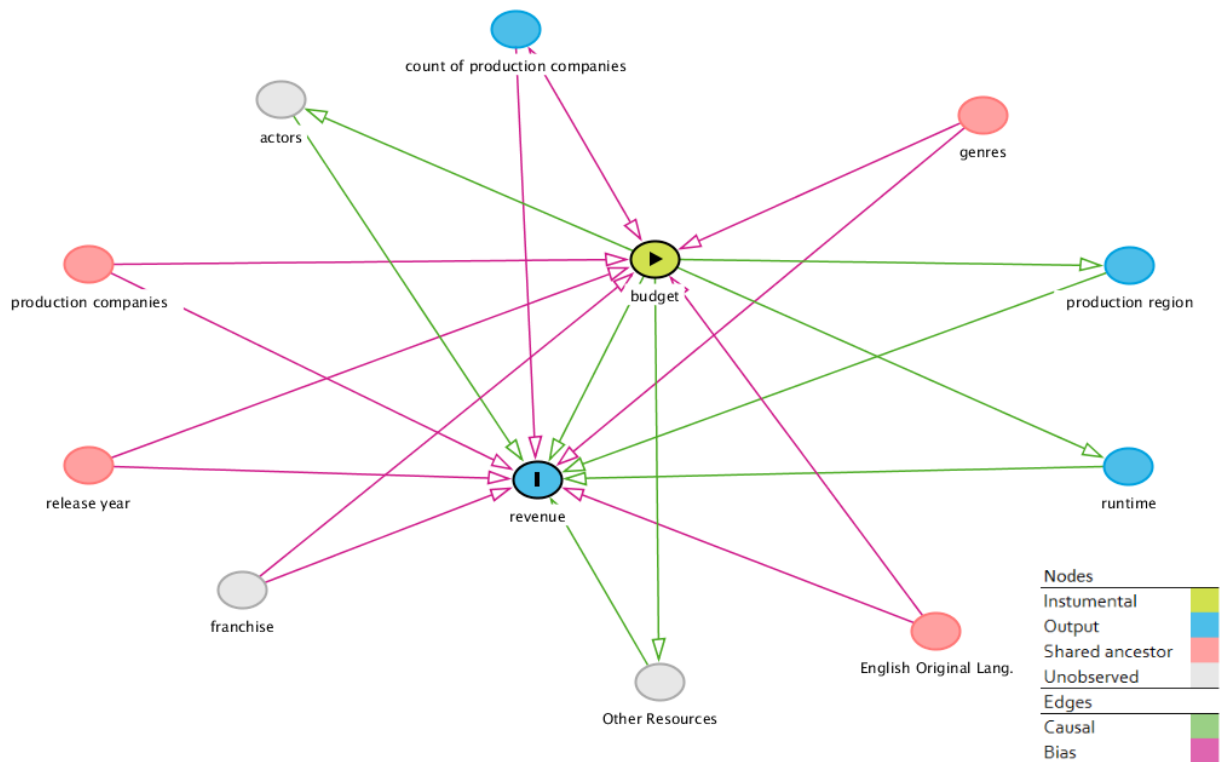 count of production companies
actors
genres
production companies
budget
production region
release year
revenue
runtime
franchise
English Original Lang.
Other Resources
Nodes
Instumental
Output
Shared ancestor
Unobserved
Edges
Causal
Bias